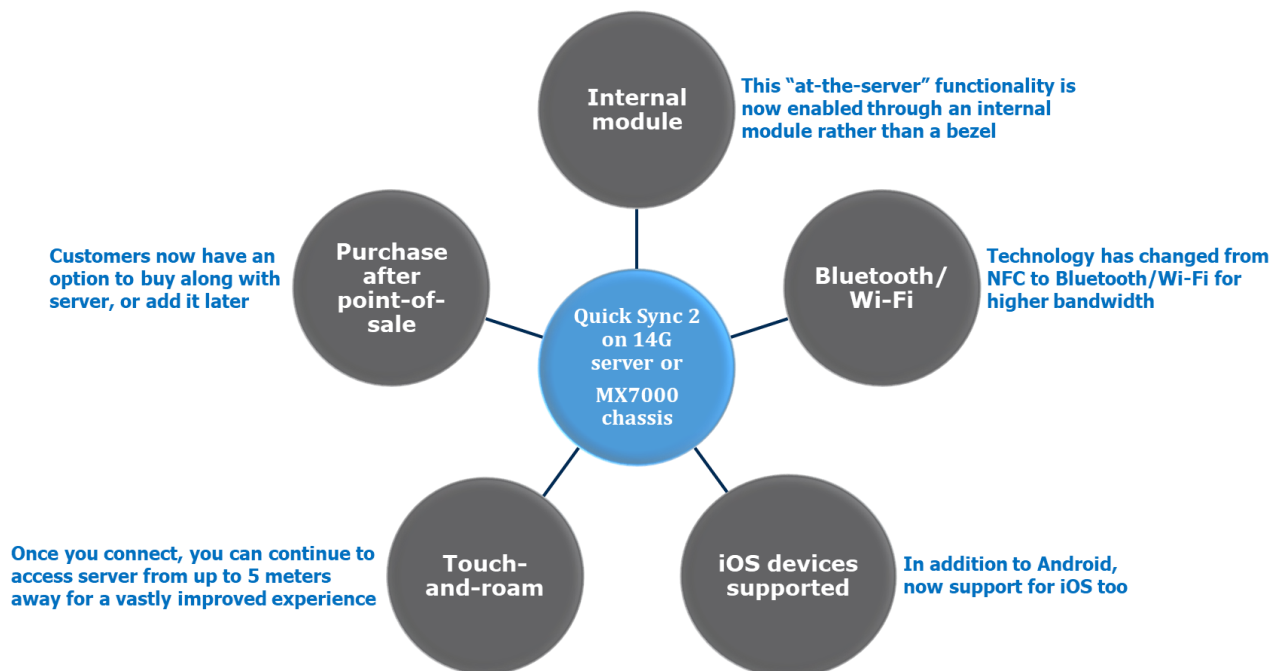 Internal
module
This “at-the-server” functionality is
now enabled through an internal
module rather than a bezel
Customers now have an
option to buy along with
server, or add it later
Purchase
after
point-of-
sale
Bluetooth/
Wi-Fi
Technology has changed from
NFC to Bluetooth/Wi-Fi for
higher bandwidth
Quick Sync 2
on 14G
server or
MX7000
chassis
Once you connect, you can continue to
access server from up to 5 meters
away for a vastly improved experience
Touch-
and-roam
iOS devices
supported
In addition to Android,
now support for iOS too